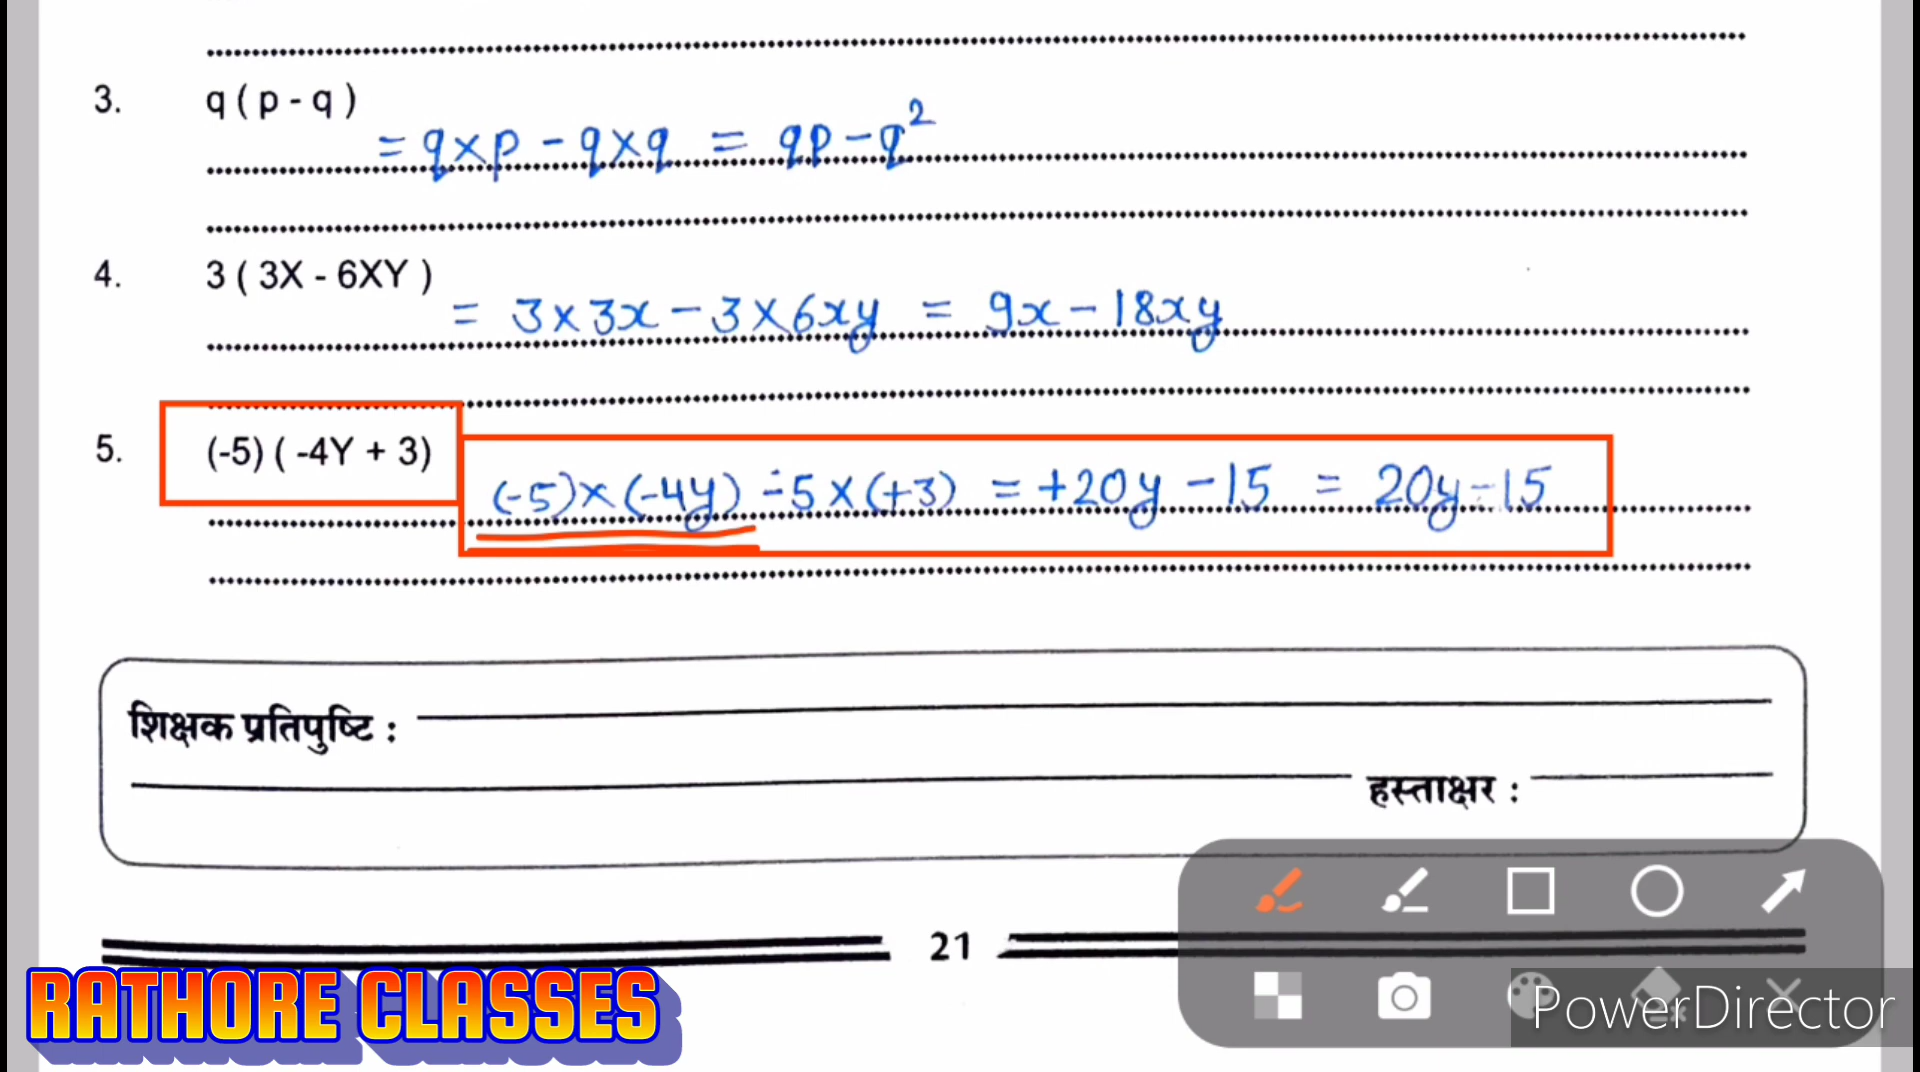 3. q ( p - q )
= q×p - q×q = qp - q²
4. 3 ( 3X - 6XY )
= 3×3x - 3×6xy = 9x - 18xy
5. (-5) ( -4Y + 3)
(-5)×(-4y) -5×(+3) = +20y -15 = 20y-15
शिक्षक प्रतिपुष्टि :
हस्ताक्षर :
21
RATHORE CLASSES
PowerDirector